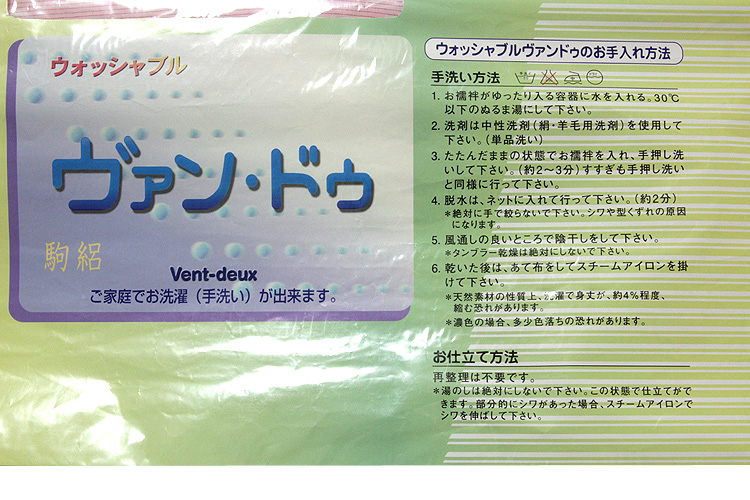 ウォッシャブル
ヴァン・ドゥ
駒絽
Vent-deux
ご家庭でお洗濯（手洗い）が出来ます。
ウォッシャブルヴァンドゥのお手入れ方法
手洗い方法
1. お襦袢がゆったり入る容器に水を入れる。30℃
以下のぬるま湯にして下さい。
2. 洗剤は中性洗剤（絹・羊毛用洗剤）を使用して
下さい。（単品洗い）
3. たたんだままの状態でお襦袢を入れ、手押し洗
いして下さい。（約2〜3分）すすぎも手押し洗い
と同様に行って下さい。
4. 脱水は、ネットに入れて行って下さい。（約2分）
＊絶対に手で絞らないで下さい。シワや型くずれの原因
になります。
5. 風通しの良いところで陰干しをして下さい。
＊タンブラー乾燥は絶対にしないで下さい。
6. 乾いた後は、あて布をしてスチームアイロンを掛
けて下さい。
＊天然素材の性質上、洗濯で身丈が、約4%程度、
縮む恐れがあります。
＊濃色の場合、多少色落ちの恐れがあります。
お仕立て方法
再整理は不要です。
＊湯のしは絶対にしないで下さい。この状態で仕立てがで
きます。部分的にシワがあった場合、スチームアイロンで
シワを伸ばして下さい。